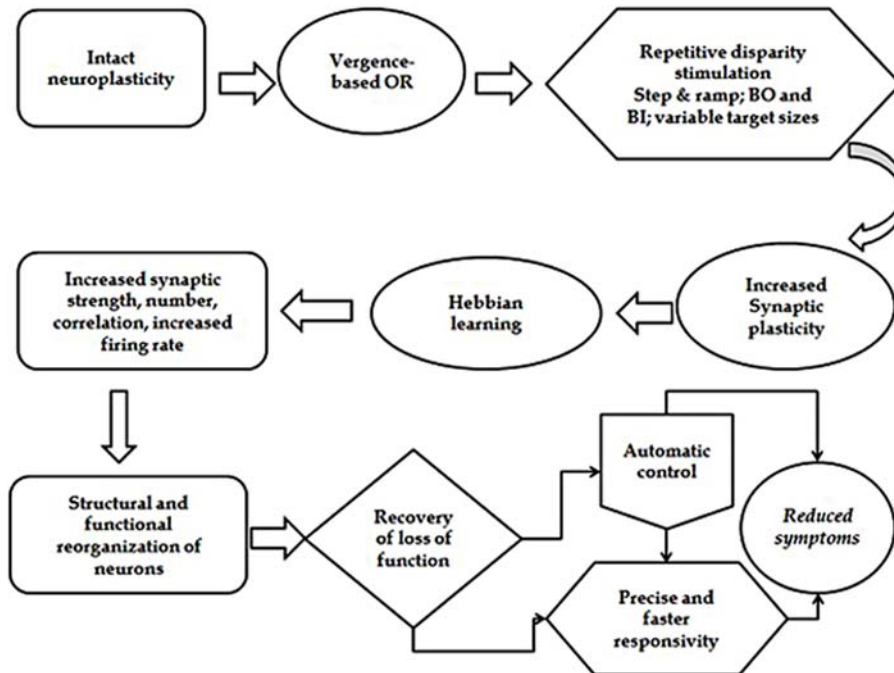 Intact
neuroplasticity
Vergence-
based OR
Repetitive disparity
stimulation
Step & ramp; BO and
BI; variable target sizes
Increased
Synaptic
plasticity
Hebbian
learning
Increased synaptic
strength, number,
correlation, increased
firing rate
Structural and
functional
reorganization of
neurons
Recovery
of loss of
function
Automatic
control
Precise and
faster
responsivity
Reduced
symptoms